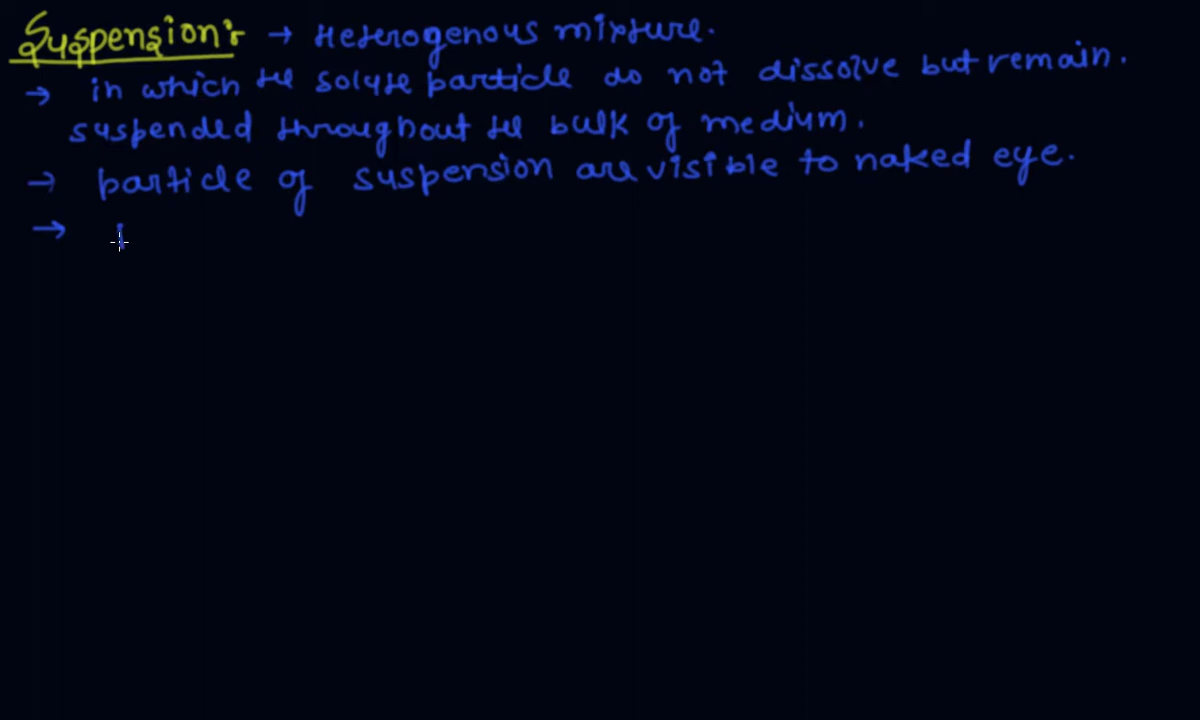 Suspension :- → Heterogenous mixture.
→ in which the solute particle do not dissolve but remain.
suspended throughout the bulk of medium.
→ particle of suspension are visible to naked eye.
→